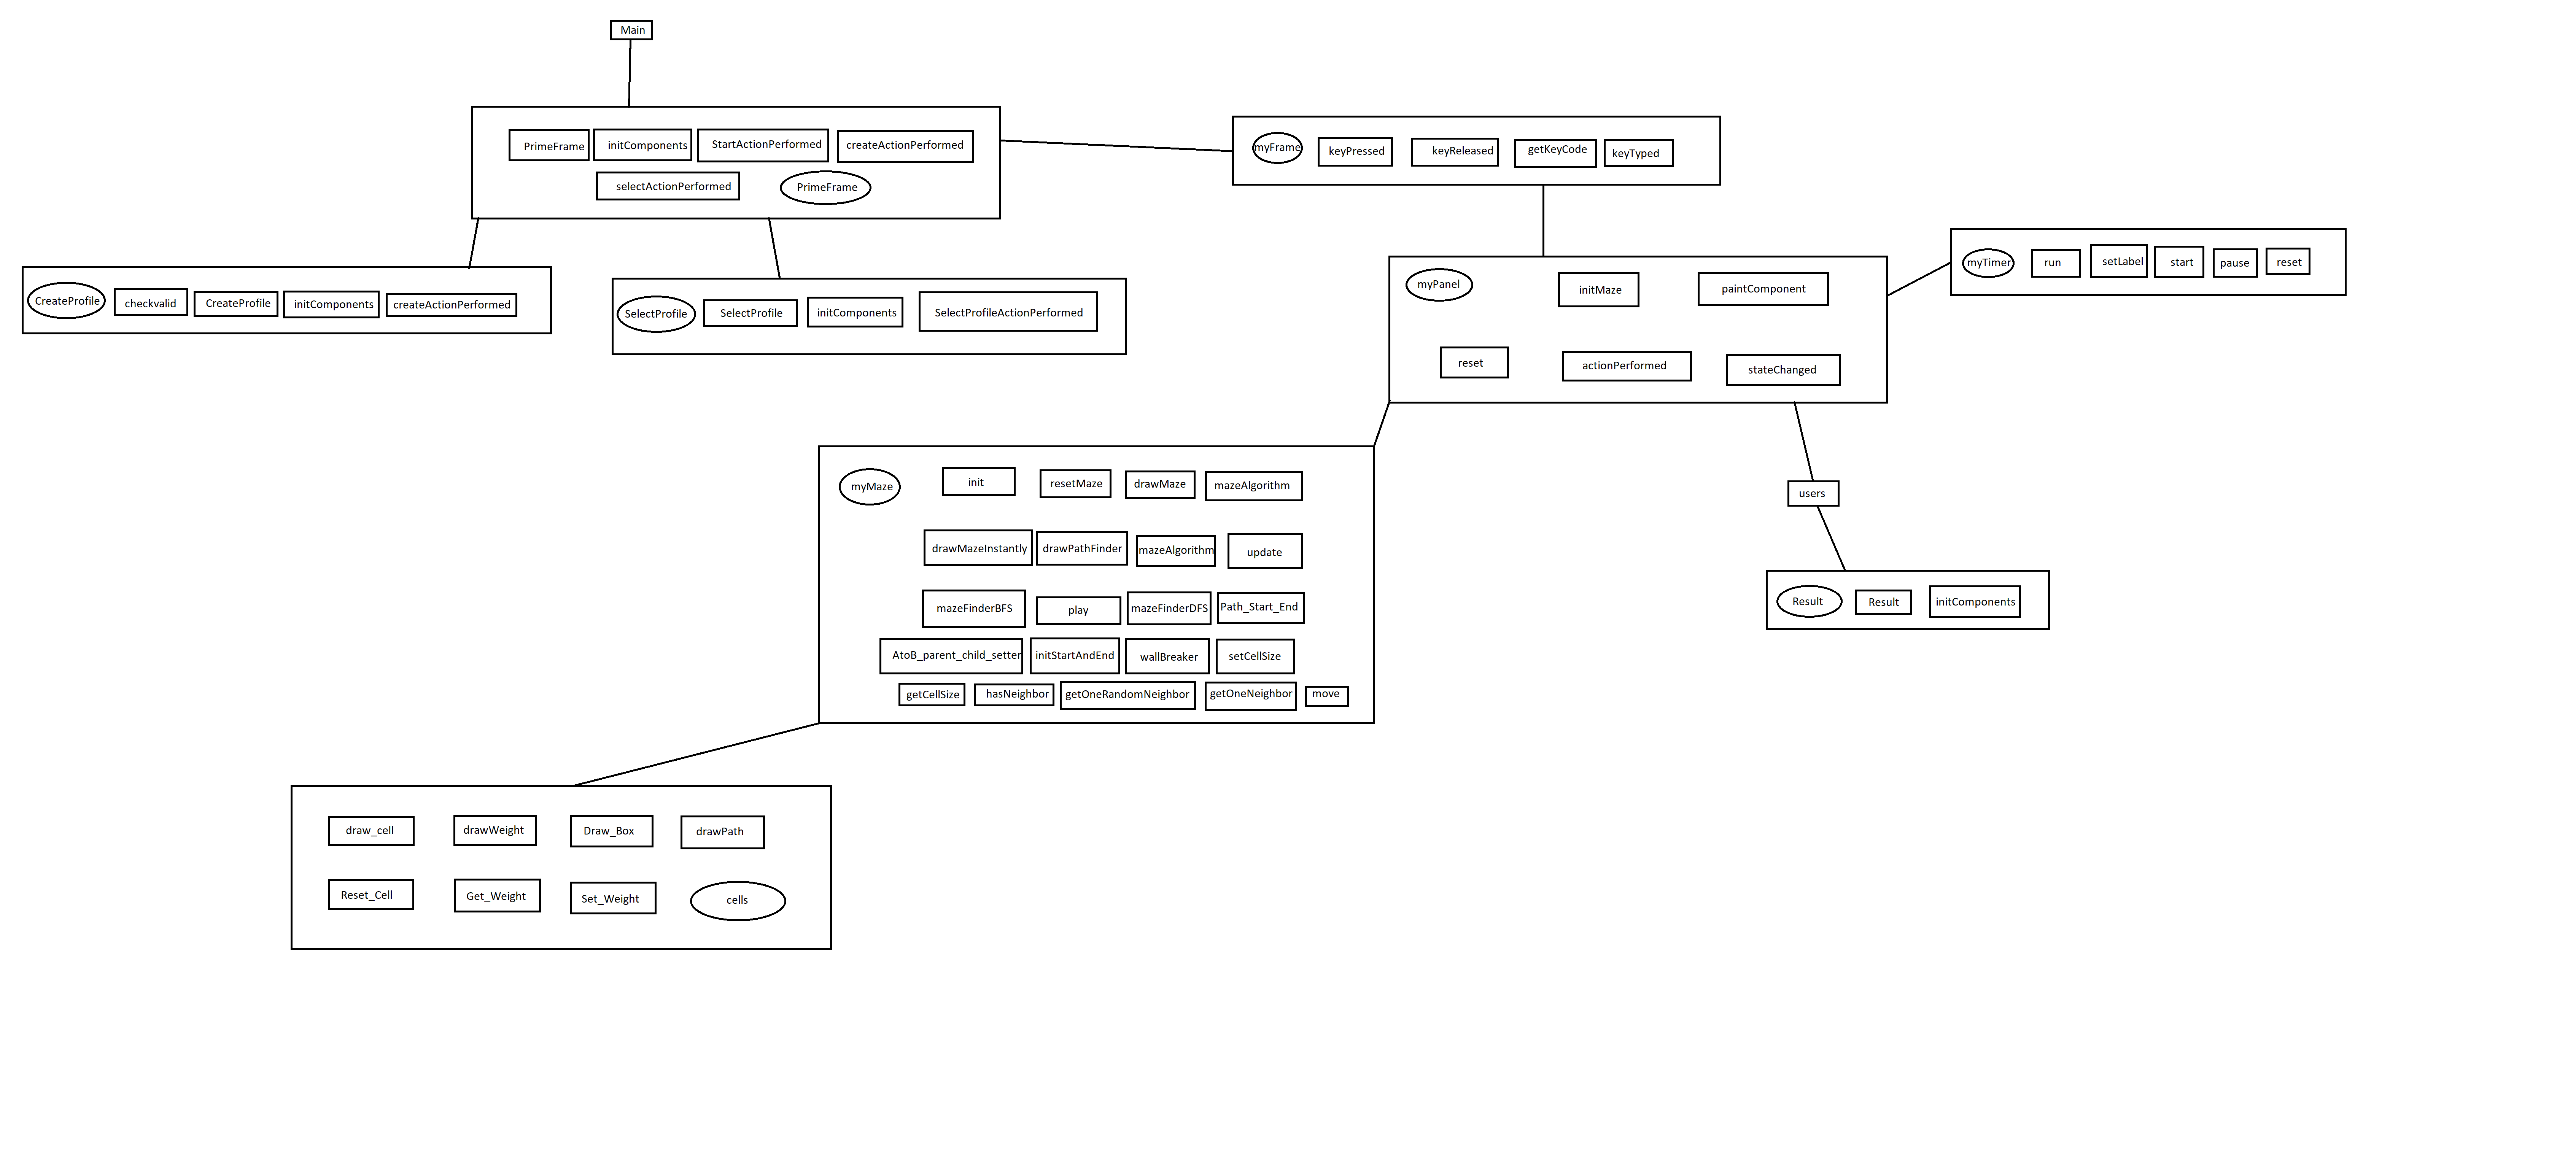 Main
PrimeFrame
initComponents
StartActionPerformed
createActionPerformed
selectActionPerformed
PrimeFrame
myFrame
keyPressed
keyReleased
getKeyCode
keyTyped
CreateProfile
checkvalid
CreateProfile
initComponents
createActionPerformed
SelectProfile
SelectProfile
initComponents
SelectProfileActionPerformed
myPanel
initMaze
paintComponent
reset
actionPerformed
stateChanged
myTimer
run
setLabel
start
pause
reset
myMaze
init
resetMaze
drawMaze
mazeAlgorithm
drawMazeInstantly
drawPathFinder
mazeAlgorithm
update
mazeFinderBFS
play
mazeFinderDFS
Path_Start_End
AtoB_parent_child_setter
initStartAndEnd
wallBreaker
setCellSize
getCellSize
hasNeighbor
getOneRandomNeighbor
getOneNeighbor
move
users
Result
Result
initComponents
draw_cell
drawWeight
Draw_Box
drawPath
Reset_Cell
Get_Weight
Set_Weight
cells